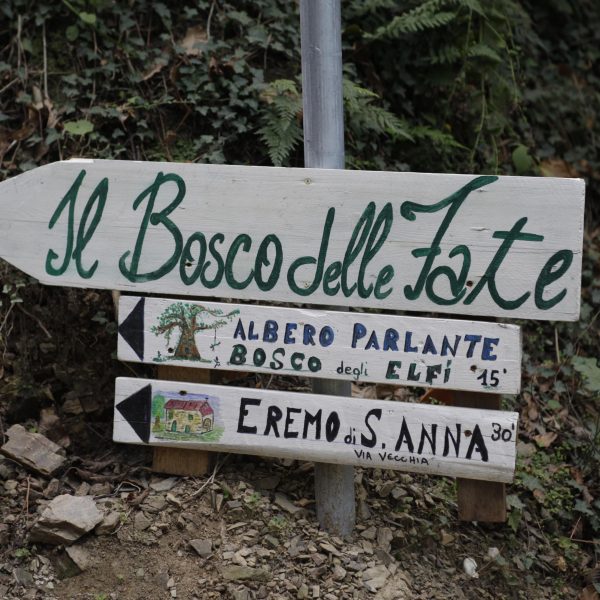 Il Bosco delle Fate
ALBERO PARLANTE
BOSCO degli ELFI 15'
EREMO di S. ANNA 30'
VIA VECCHIA